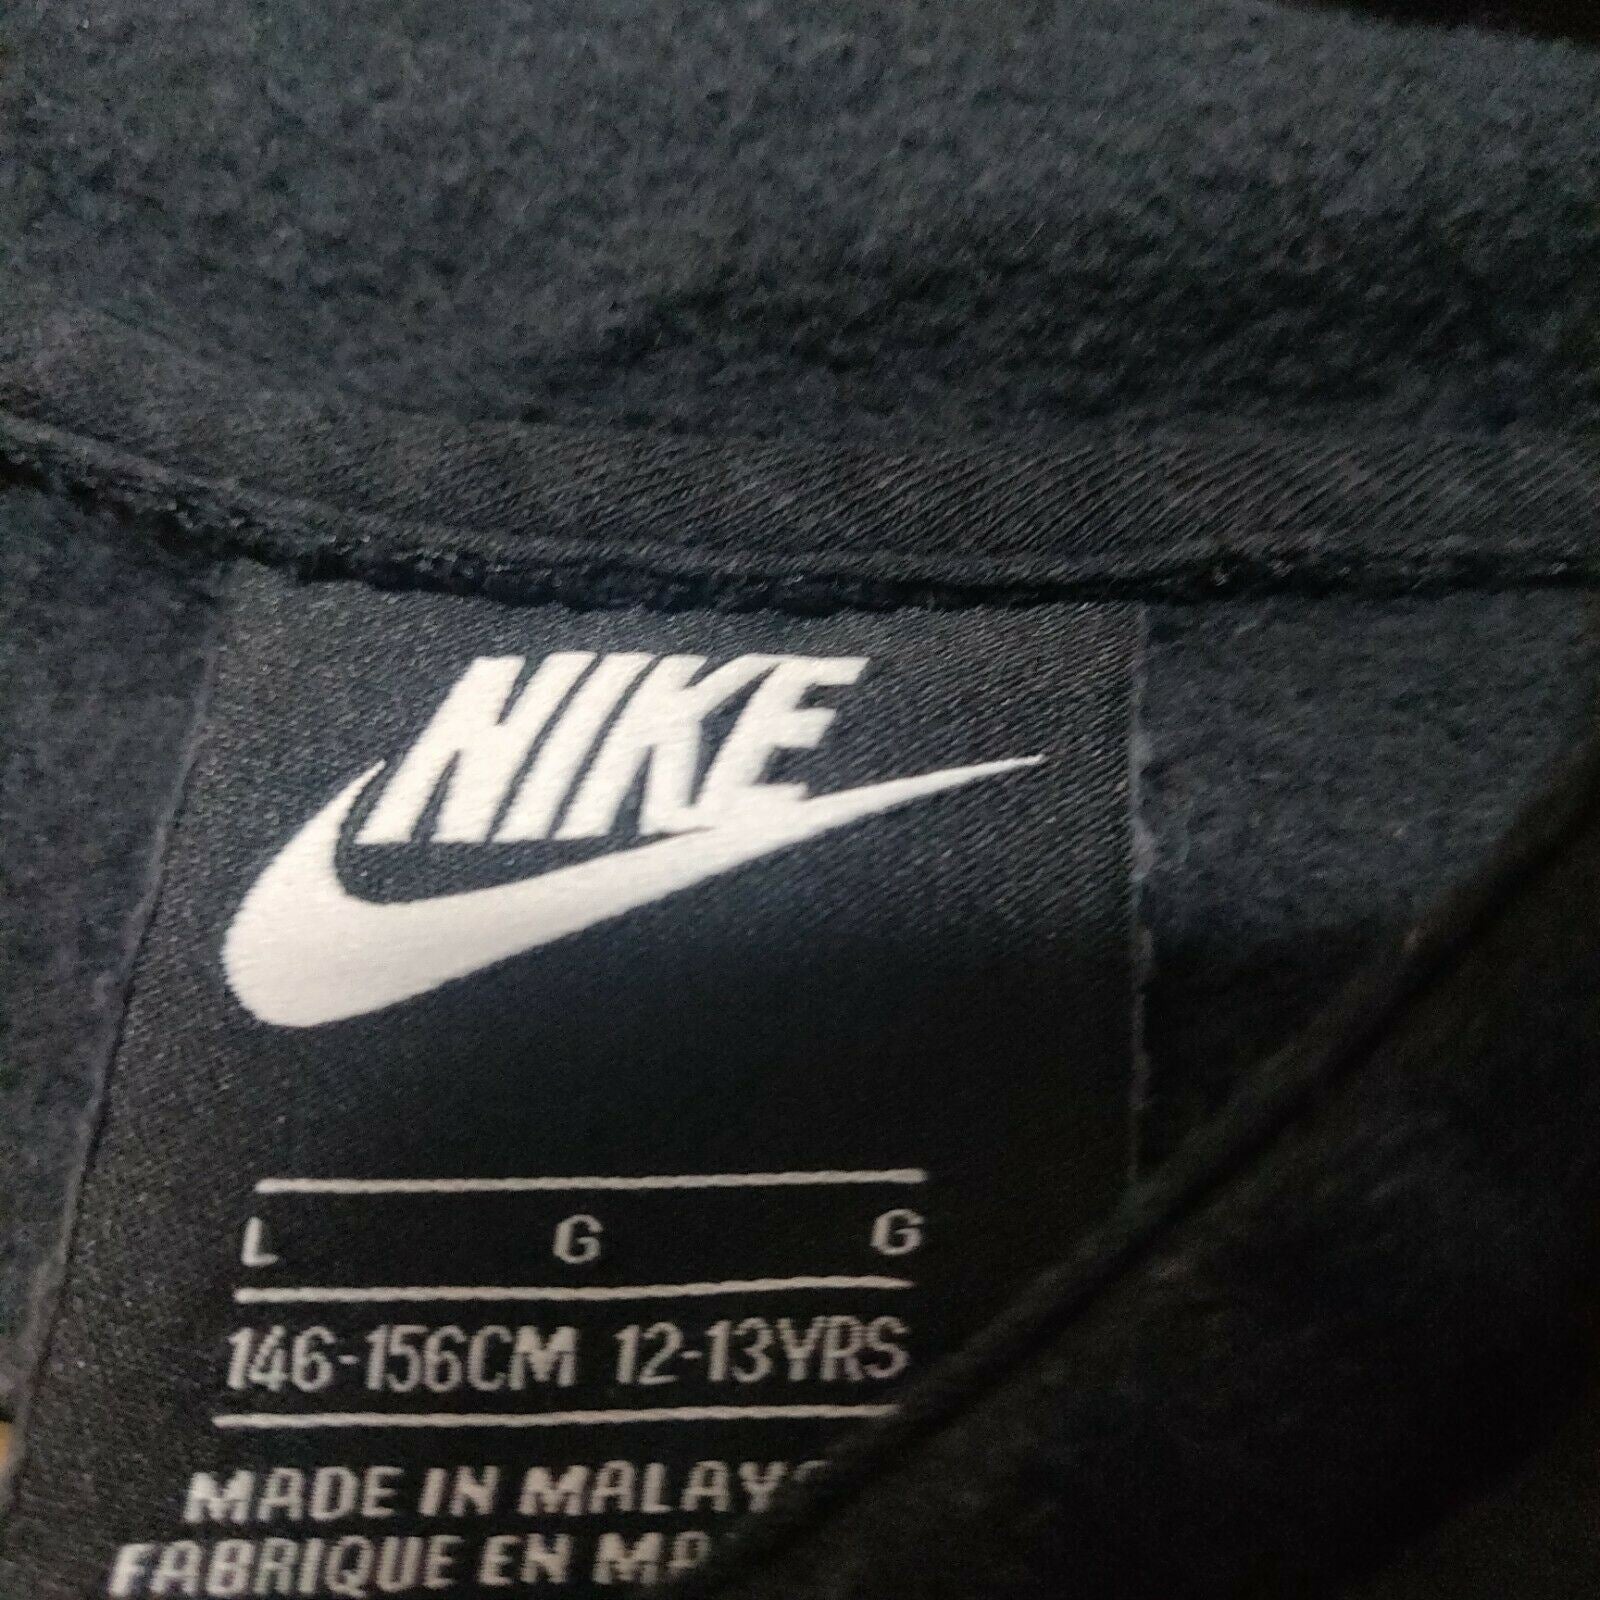 NIKE
L G G
146-156CM 12-13YRS
MADE IN
FABRIQUE EN